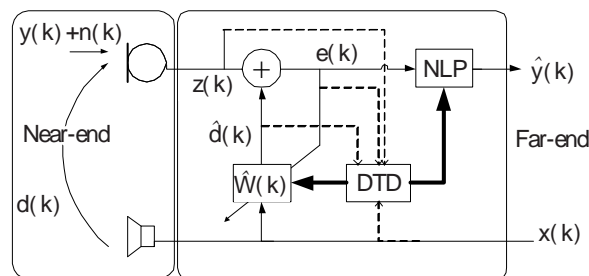 y(k) +n(k)
z(k)
+
e(k)
NLP
ŷ(k)
Near-end
d̂(k)
Far-end
Ŵ(k)
DTD
d(k)
x(k)